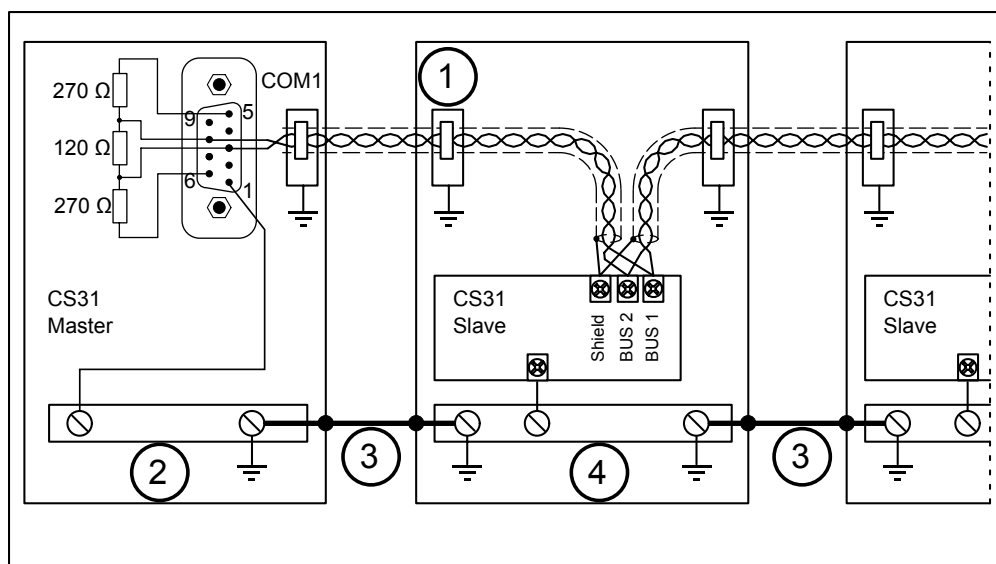 COM1
1
270 Ω
9
5
120 Ω
6
1
270 Ω
CS31
Master
CS31
Slave
Shield
BUS 2
BUS 1
CS31
Slave
2
3
4
3